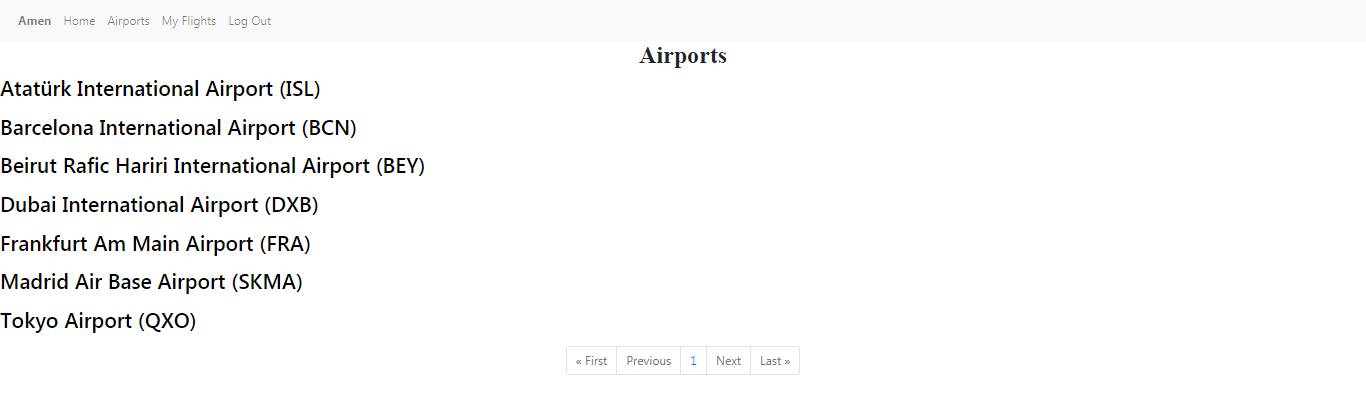 Amen Home Airports My Flights Log Out
Airports
Atatürk International Airport (ISL)
Barcelona International Airport (BCN)
Beirut Rafic Hariri International Airport (BEY)
Dubai International Airport (DXB)
Frankfurt Am Main Airport (FRA)
Madrid Air Base Airport (SKMA)
Tokyo Airport (QXO)
« First Previous 1 Next Last »